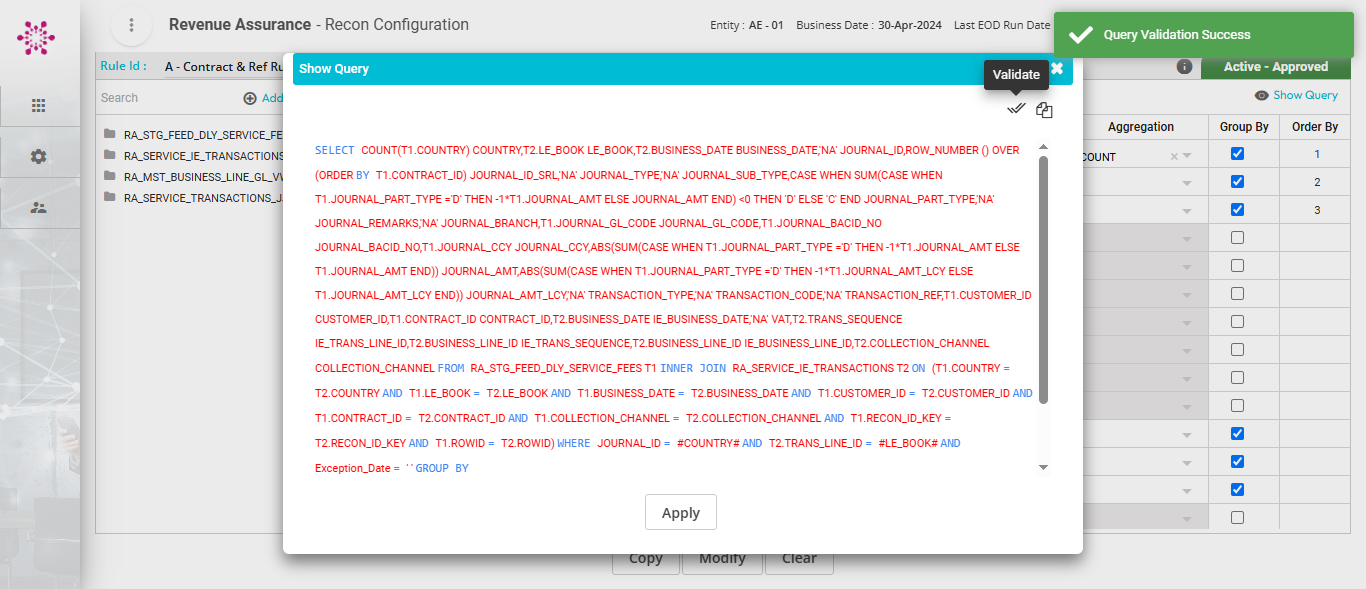 Revenue Assurance - Recon Configuration
Entity : AE - 01 Business Date : 30-Apr-2024 Last EOD Run Date
Query Validation Success
Rule Id : A - Contract & Ref Ru
Active - Approved
Show Query
Validate
Search
Add
Show Query
RA_STG_FEED_DLY_SERVICE_FE
RA_SERVICE_IE_TRANSACTIONS
RA_MST_BUSINESS_LINE_GL_V
RA_SERVICE_TRANSACTIONS_J
SELECT COUNT(T1.COUNTRY) COUNTRY,T2.LE_BOOK LE_BOOK,T2.BUSINESS_DATE BUSINESS_DATE,'NA' JOURNAL_ID,ROW_NUMBER () OVER
(ORDER BY T1.CONTRACT_ID) JOURNAL_ID_SRL,'NA' JOURNAL_TYPE,'NA' JOURNAL_SUB_TYPE,CASE WHEN SUM(CASE WHEN
T1.JOURNAL_PART_TYPE ='D' THEN -1*T1.JOURNAL_AMT ELSE JOURNAL_AMT END) <0 THEN 'D' ELSE 'C' END JOURNAL_PART_TYPE,'NA'
JOURNAL_REMARKS,'NA' JOURNAL_BRANCH,T1.JOURNAL_GL_CODE JOURNAL_GL_CODE,T1.JOURNAL_BACID_NO
JOURNAL_BACID_NO,T1.JOURNAL_CCY JOURNAL_CCY,ABS(SUM(CASE WHEN T1.JOURNAL_PART_TYPE ='D' THEN -1*T1.JOURNAL_AMT ELSE
T1.JOURNAL_AMT END)) JOURNAL_AMT,ABS(SUM(CASE WHEN T1.JOURNAL_PART_TYPE ='D' THEN -1*T1.JOURNAL_AMT_LCY ELSE
T1.JOURNAL_AMT_LCY END)) JOURNAL_AMT_LCY,'NA' TRANSACTION_TYPE,'NA' TRANSACTION_CODE,'NA' TRANSACTION_REF,T1.CUSTOMER_ID
CUSTOMER_ID,T1.CONTRACT_ID CONTRACT_ID,T2.BUSINESS_DATE IE_BUSINESS_DATE,'NA' VAT,T2.TRANS_SEQUENCE
IE_TRANS_LINE_ID,T2.BUSINESS_LINE_ID IE_TRANS_SEQUENCE,T2.BUSINESS_LINE_ID IE_BUSINESS_LINE_ID,T2.COLLECTION_CHANNEL
COLLECTION_CHANNEL FROM RA_STG_FEED_DLY_SERVICE_FEES T1 INNER JOIN RA_SERVICE_IE_TRANSACTIONS T2 ON (T1.COUNTRY =
T2.COUNTRY AND T1.LE_BOOK = T2.LE_BOOK AND T1.BUSINESS_DATE = T2.BUSINESS_DATE AND T1.CUSTOMER_ID = T2.CUSTOMER_ID AND
T1.CONTRACT_ID = T2.CONTRACT_ID AND T1.COLLECTION_CHANNEL = T2.COLLECTION_CHANNEL AND T1.RECON_ID_KEY =
T2.RECON_ID_KEY AND T1.ROWID = T2.ROWID) WHERE JOURNAL_ID = #COUNTRY# AND T2.TRANS_LINE_ID = #LE_BOOK# AND
Exception_Date = '' GROUP BY
Apply
Aggregation Group By Order By
COUNT 1
2
3
Copy Modify Clear